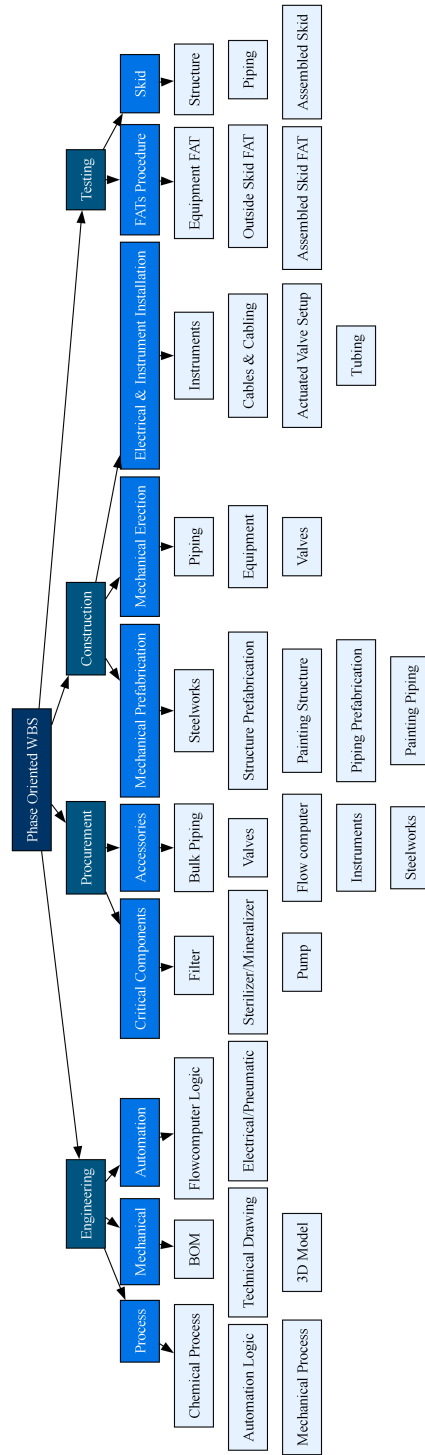 Phase Oriented WBS
Engineering
Procurement
Construction
Testing
Process
Mechanical
Automation
Critical Components
Accessories
Mechanical Prefabrication
Mechanical Erection
Electrical & Instrument Installation
FATs Procedure
Skid
Chemical Process
BOM
Flowcomputer Logic
Filter
Bulk Piping
Steelworks
Piping
Instruments
Equipment FAT
Structure
Automation Logic
Technical Drawing
Electrical/Pneumatic
Sterilizer/Mineralizer
Valves
Structure Prefabrication
Equipment
Cables & Cabling
Outside Skid FAT
Piping
Mechanical Process
3D Model
Pump
Flow computer
Painting Structure
Valves
Actuated Valve Setup
Assembled Skid FAT
Assembled Skid
Instruments
Piping Prefabrication
Tubing
Steelworks
Painting Piping